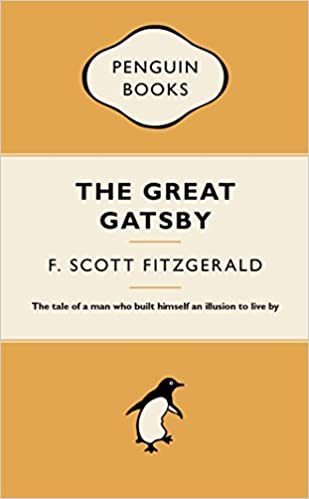 PENGUIN
BOOKS
THE GREAT
GATSBY
F. SCOTT FITZGERALD
The tale of a man who built himself an illusion to live by